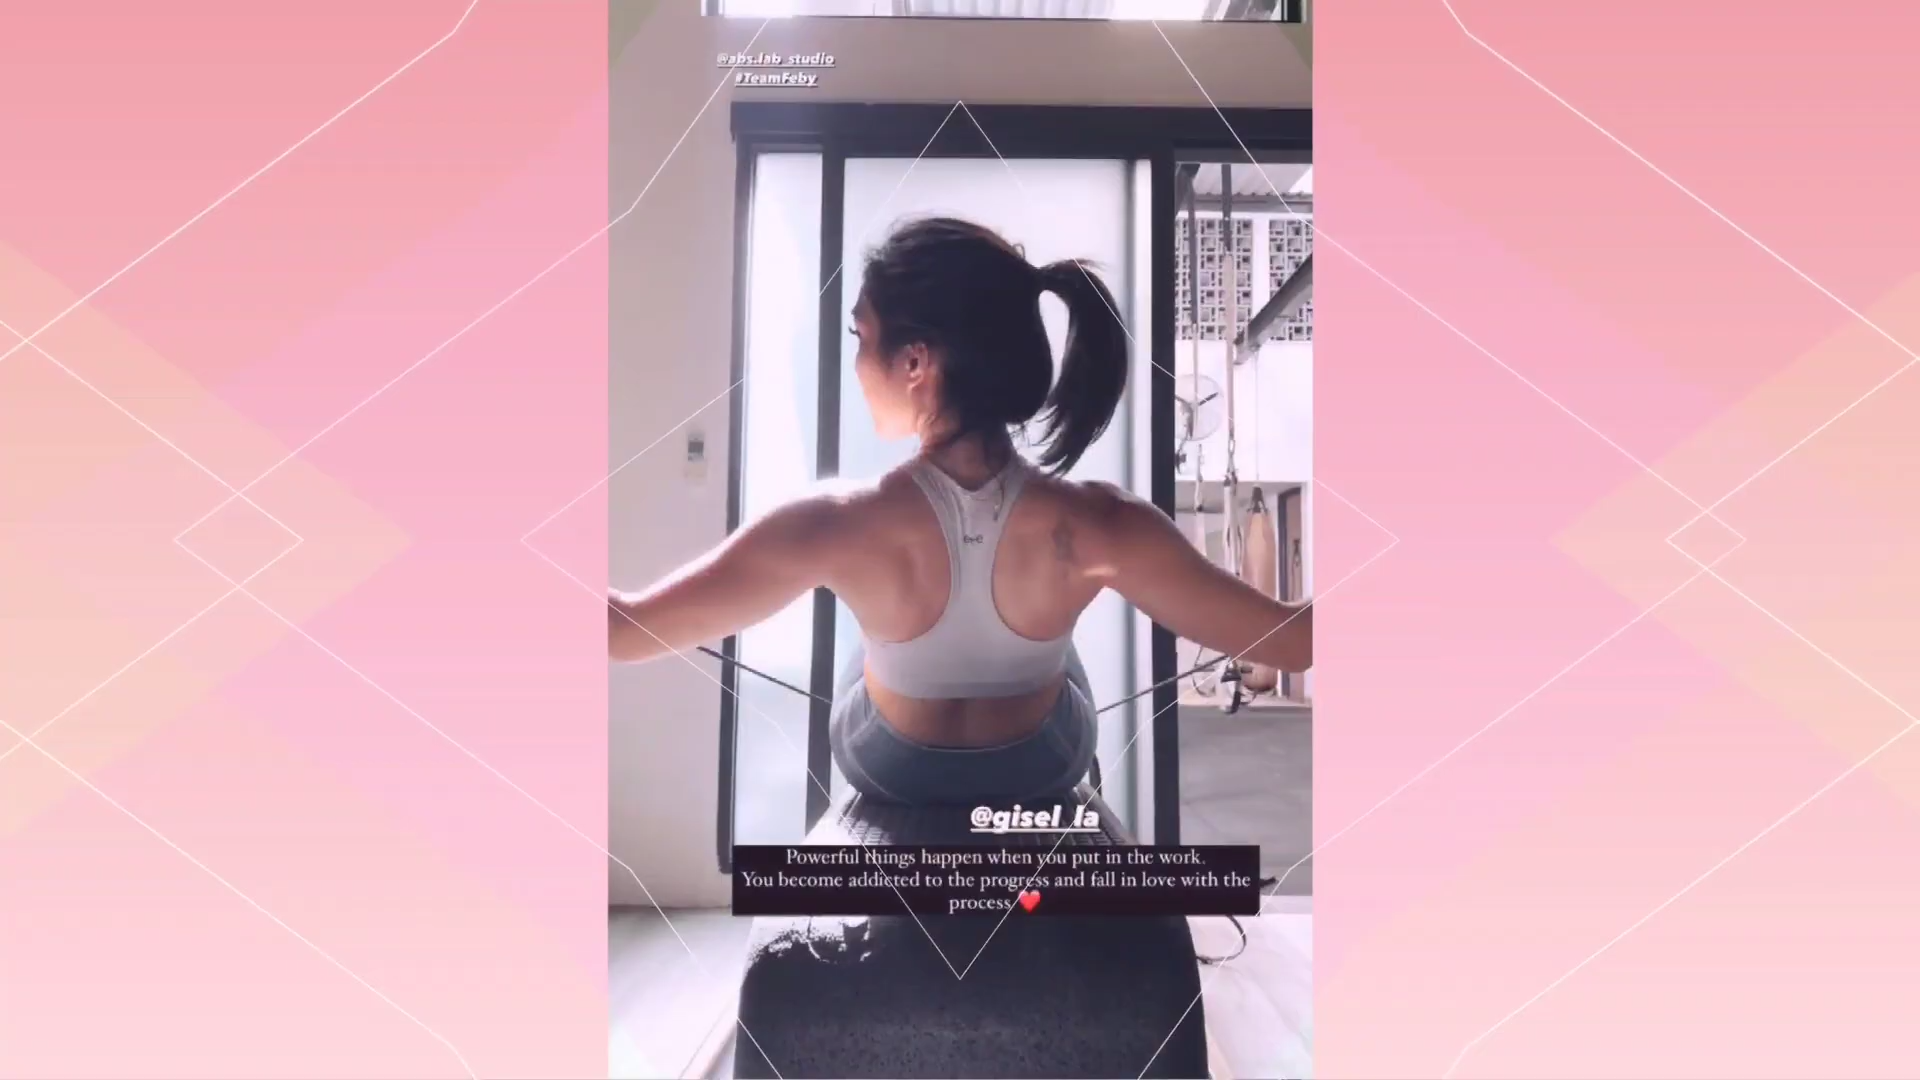 @abs.lab_studio
#TeamFeby
@gisel_la
Powerful things happen when you put in the work.
You become addicted to the progress and fall in love with the
process ❤️